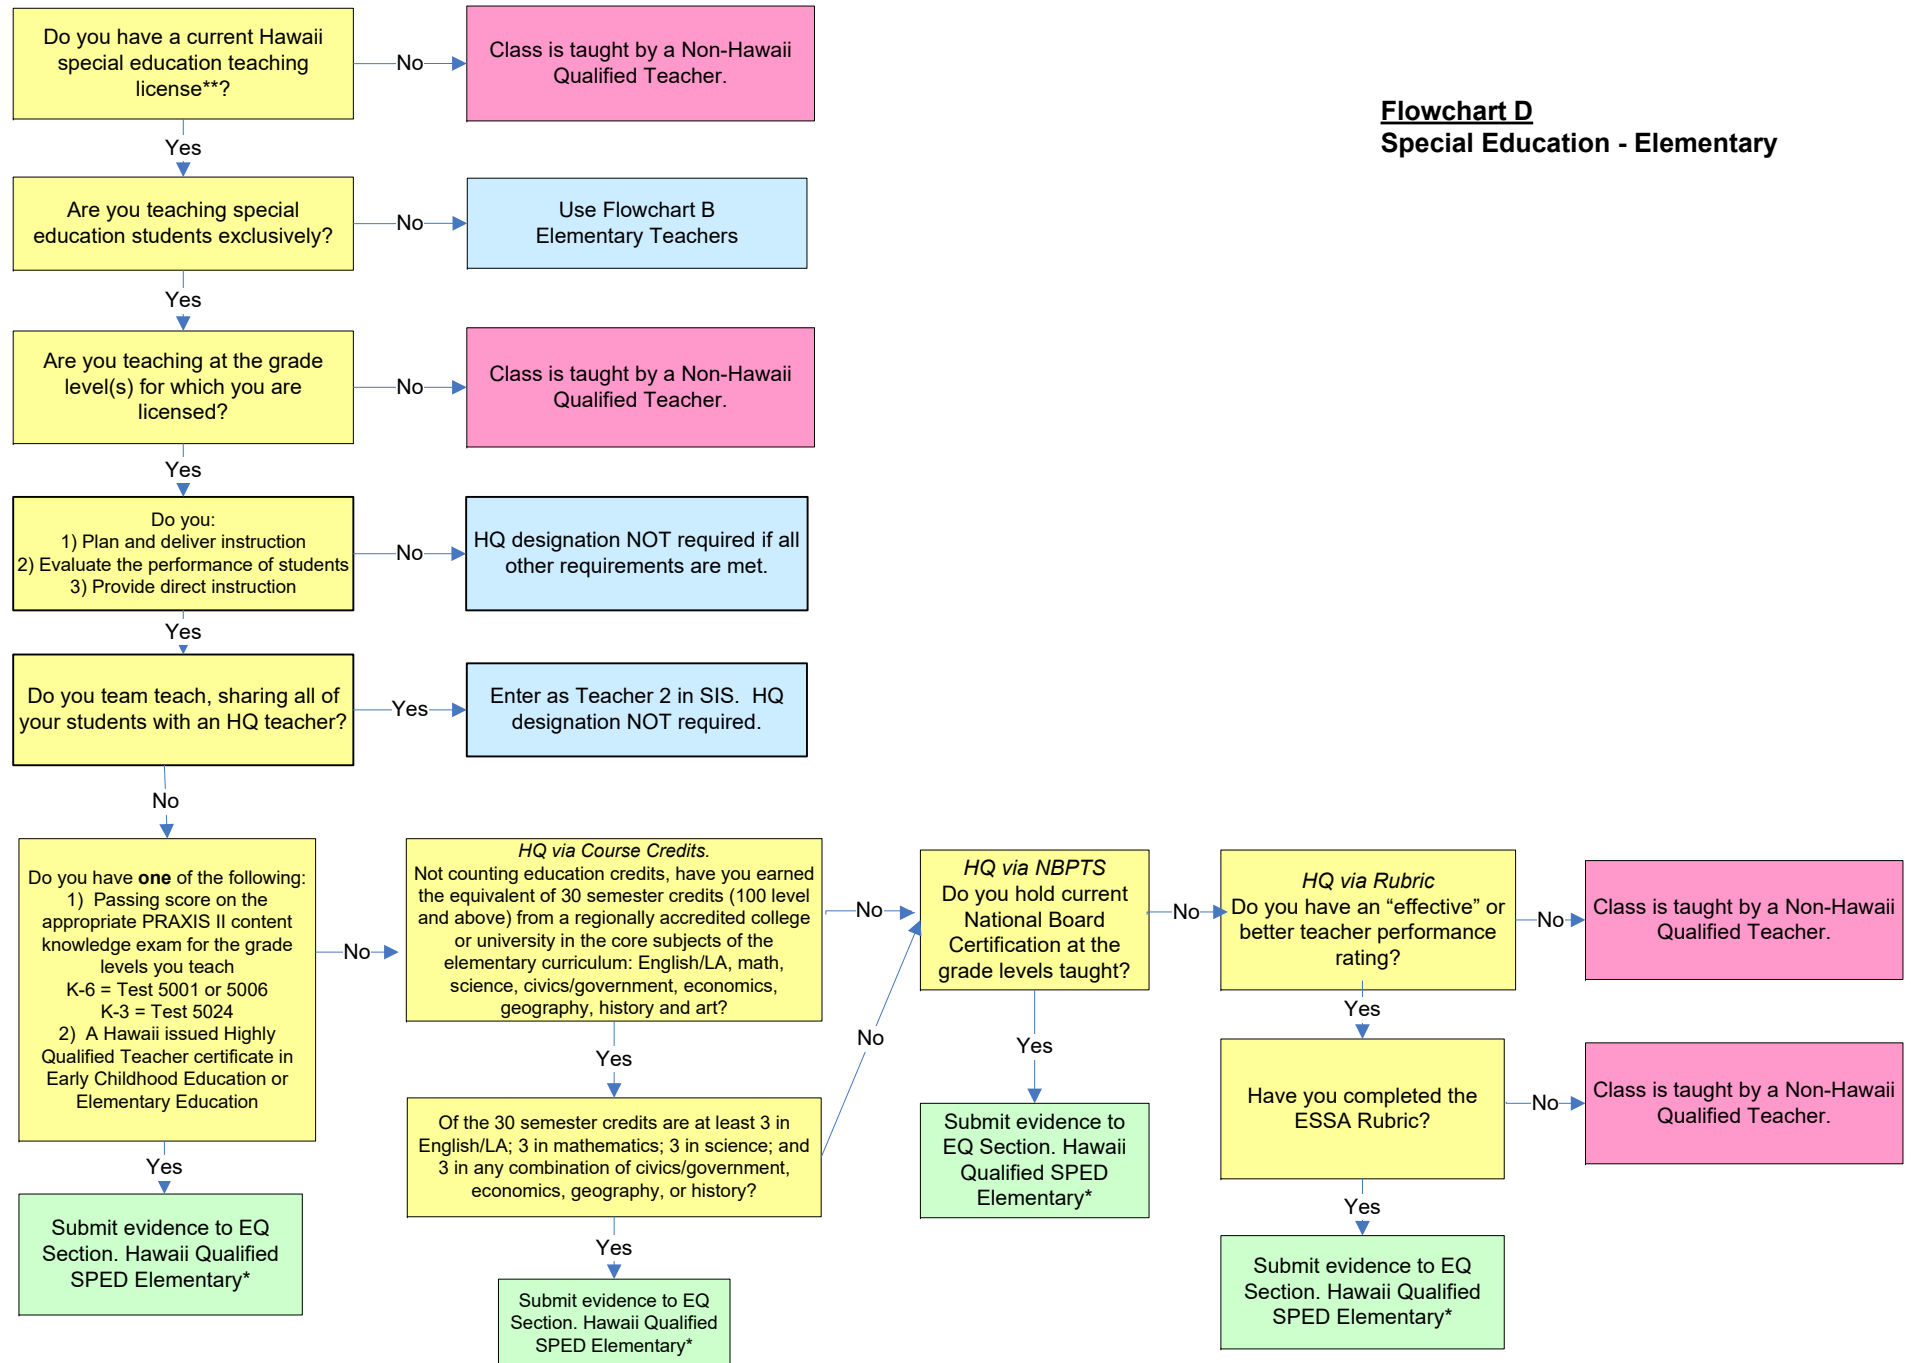 Do you have a current Hawaii
special education teaching
license**?
No
Class is taught by a Non-Hawaii
Qualified Teacher.
Flowchart D
Special Education - Elementary
Yes
Are you teaching special
education students exclusively?
No
Use Flowchart B
Elementary Teachers
Yes
Are you teaching at the grade
level(s) for which you are
licensed?
No
Class is taught by a Non-Hawaii
Qualified Teacher.
Yes
Do you:
1) Plan and deliver instruction
2) Evaluate the performance of students
3) Provide direct instruction
No
HQ designation NOT required if all
other requirements are met.
Yes
Do you team teach, sharing all of
your students with an HQ teacher?
Yes
Enter as Teacher 2 in SIS.  HQ
designation NOT required.
No
Do you have one of the following:
1)  Passing score on the
appropriate PRAXIS II content
knowledge exam for the grade
levels you teach
K-6 = Test 5001 or 5006
K-3 = Test 5024
2)  A Hawaii issued Highly
Qualified Teacher certificate in
Early Childhood Education or
Elementary Education
No
Yes
Submit evidence to EQ
Section. Hawaii Qualified
SPED Elementary*
HQ via Course Credits.
Not counting education credits, have you earned
the equivalent of 30 semester credits (100 level
and above) from a regionally accredited college
or university in the core subjects of the
elementary curriculum: English/LA, math,
science, civics/government, economics,
geography, history and art?
No
Yes
Of the 30 semester credits are at least 3 in
English/LA; 3 in mathematics; 3 in science; and
3 in any combination of civics/government,
economics, geography, or history?
No
Yes
Submit evidence to EQ
Section. Hawaii Qualified
SPED Elementary*
HQ via NBPTS
Do you hold current
National Board
Certification at the
grade levels taught?
No
Yes
Submit evidence to
EQ Section. Hawaii
Qualified SPED
Elementary*
HQ via Rubric
Do you have an “effective” or
better teacher performance
rating?
No
Class is taught by a Non-Hawaii
Qualified Teacher.
Yes
Have you completed the
ESSA Rubric?
No
Class is taught by a Non-Hawaii
Qualified Teacher.
Yes
Submit evidence to EQ
Section. Hawaii Qualified
SPED Elementary*